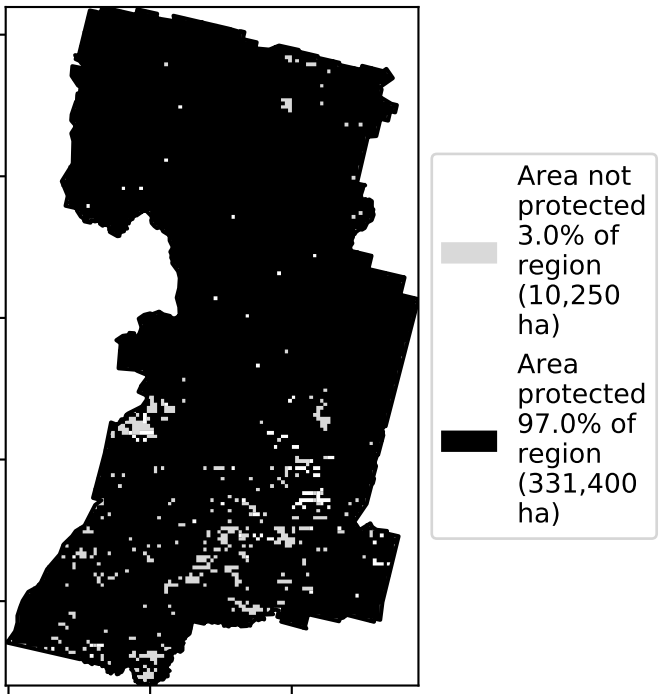 Area not
protected
3.0% of
region
(10,250
ha)
Area
protected
97.0% of
region
(331,400
ha)